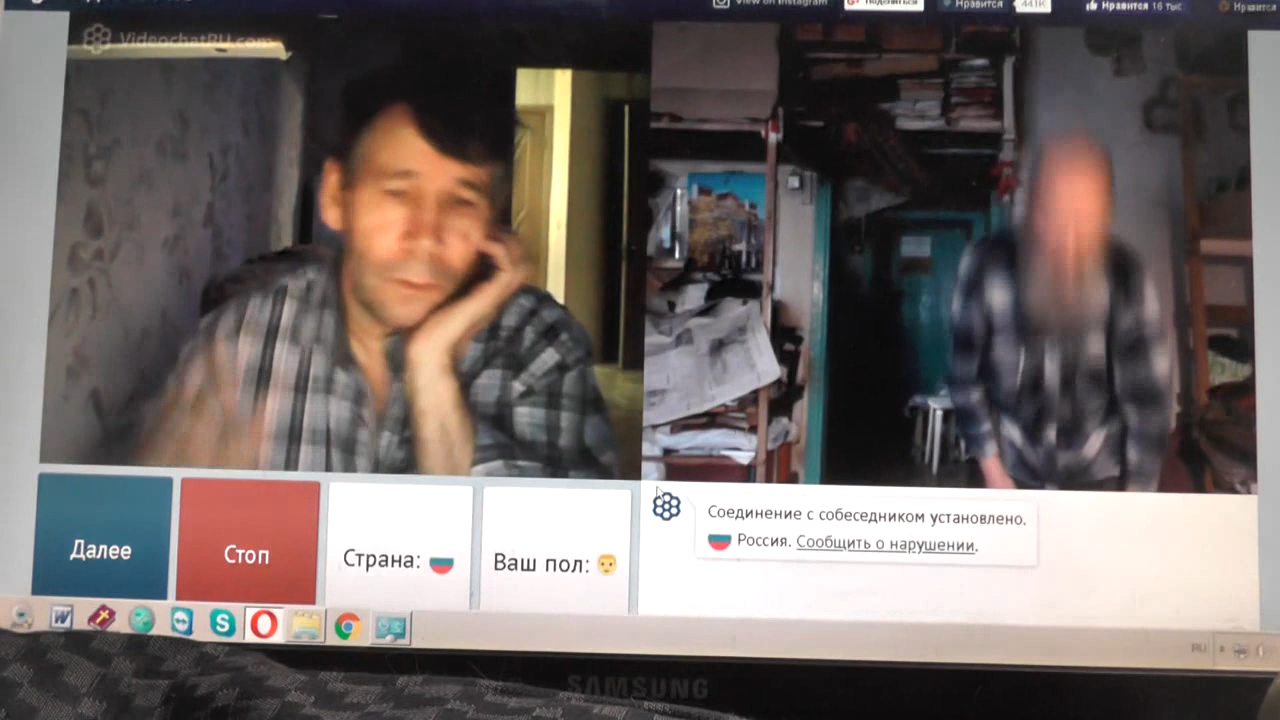 View on Instagram
Поделиться
Нравится
441K
Нравится 16 тыс
Нравится
VideochatRU.com
Далее
Стоп
Страна:
Ваш пол:
Соединение с собеседником установлено.
Россия. Сообщить о нарушении.
RU
SAMSUNG